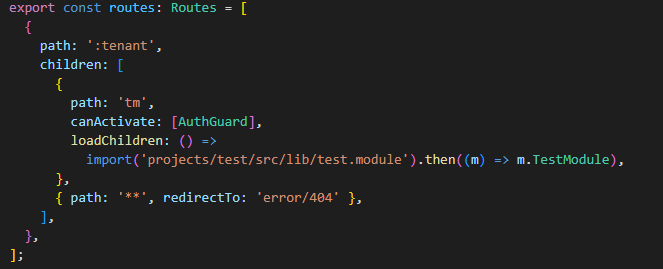 export const routes: Routes = [
  {
    path: ':tenant',
    children: [
      {
        path: 'tm',
        canActivate: [AuthGuard],
        loadChildren: () =>
          import('projects/test/src/lib/test.module').then((m) => m.TestModule),
      },
      { path: '**', redirectTo: 'error/404' },
    ],
  },
];